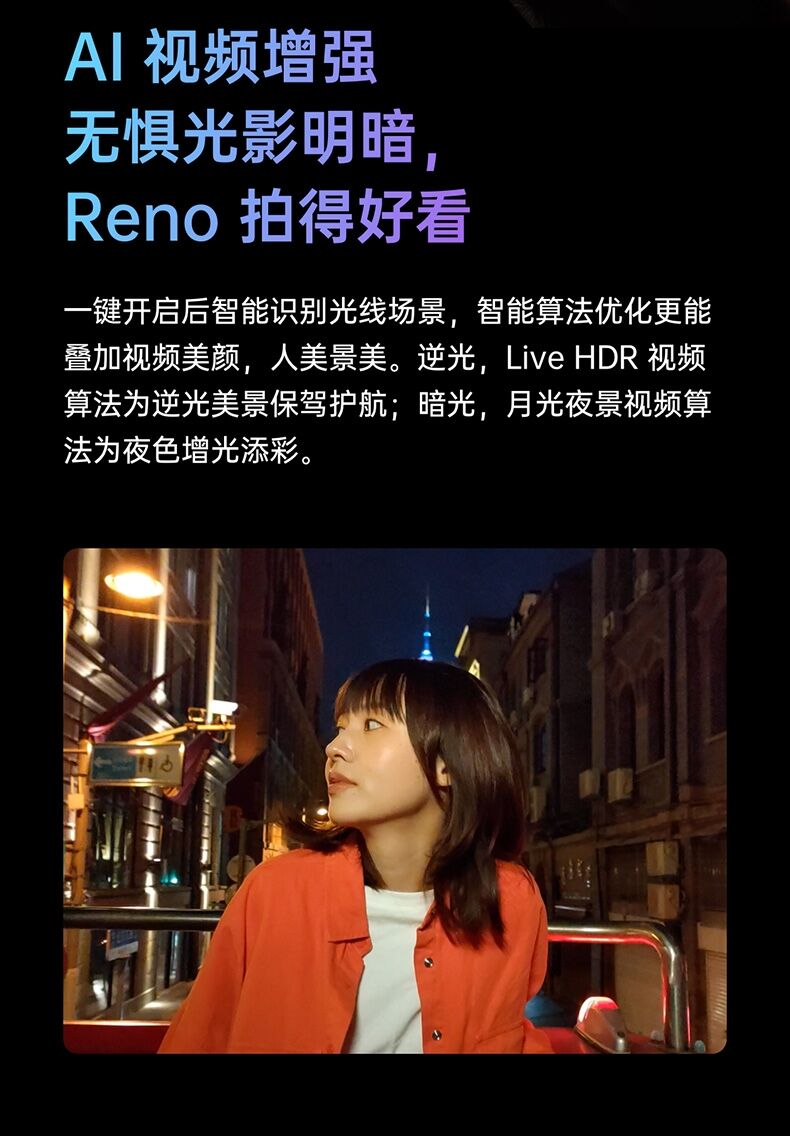 AI 视频增强
无惧光影明暗，
Reno 拍得好看
一键开启后智能识别光线场景，智能算法优化更能
叠加视频美颜，人美景美。逆光，Live HDR 视频
算法为逆光美景保驾护航；暗光，月光夜景视频算
法为夜色增光添彩。